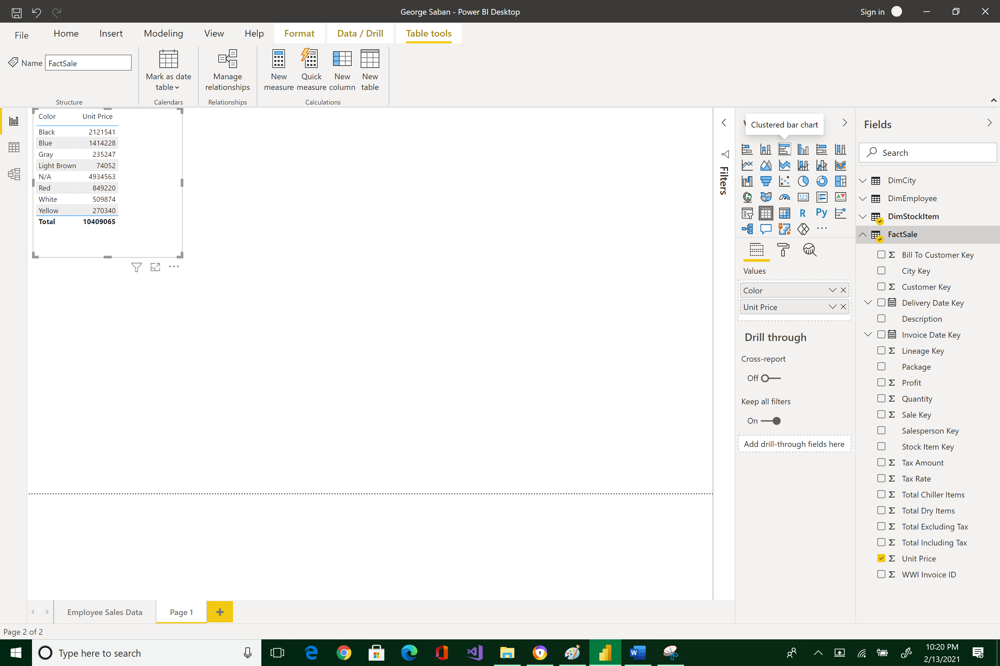 George Saban - Power BI Desktop
Sign in
File
Home
Insert
Modeling
View
Help
Format
Data / Drill
Table tools
Name
FactSale
Structure
Mark as date
table
Calendars
Manage
relationships
Relationships
New
measure
Quick
measure
New
column
New
table
Calculations
Color Unit Price
Black 2121541
Blue 1414228
Gray 235247
Light Brown 74052
N/A 4934563
Red 849220
White 509874
Yellow 270340
Total 10409065
Filters
Clustered bar chart
123
R
Py
Values
Color
Unit Price
Drill through
Cross-report
Off
Keep all filters
On
Add drill-through fields here
Fields
Search
DimCity
DimEmployee
DimStockItem
FactSale
Σ Bill To Customer Key
City Key
Σ Customer Key
Delivery Date Key
Description
Invoice Date Key
Σ Lineage Key
Package
Σ Profit
Σ Quantity
Σ Sale Key
Salesperson Key
Stock Item Key
Σ Tax Amount
Σ Tax Rate
Σ Total Chiller Items
Σ Total Dry Items
Σ Total Excluding Tax
Σ Total Including Tax
Σ Unit Price
Σ WWI Invoice ID
Employee Sales Data
Page 1
Page 2 of 2
Type here to search
W
10:20 PM
2/13/2021